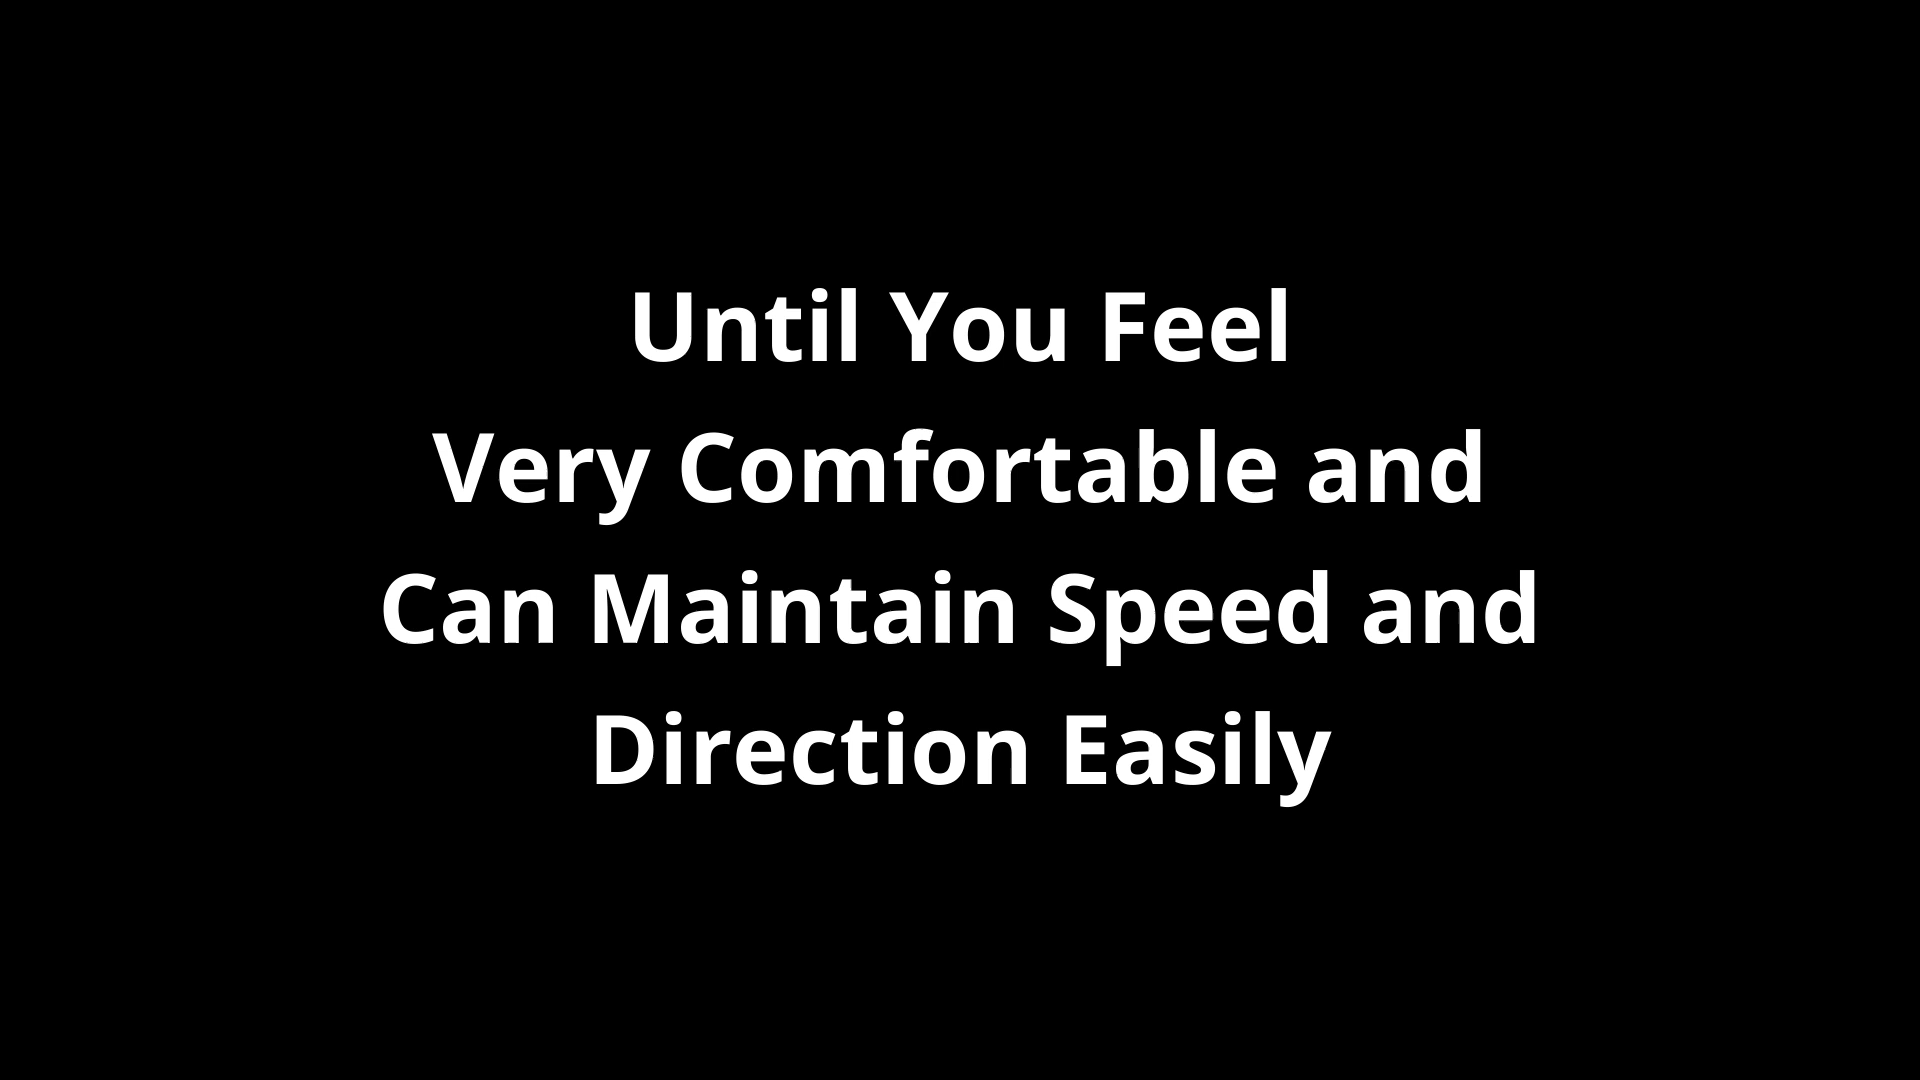 Until You Feel
Very Comfortable and
Can Maintain Speed and
Direction Easily